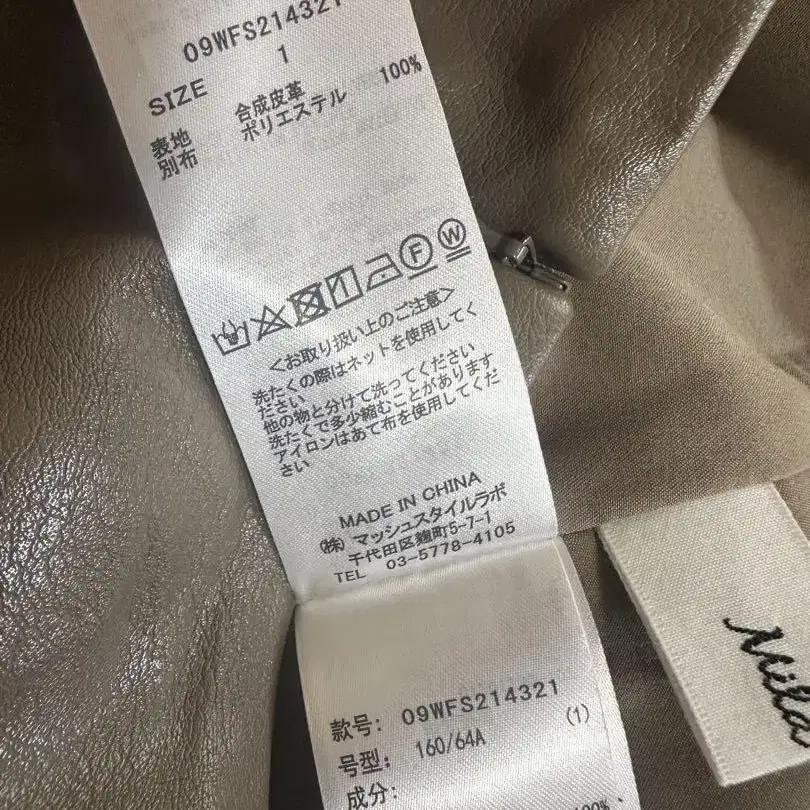 09WFS214321
SIZE 1
表地 合成皮革
別布 ポリエステル 100%
F W
<お取り扱い上のご注意>
洗たくの際はネットを使用してく
ださい
他の物と分けて洗ってください
洗たくで多少縮むことがあります
アイロンはあて布を使用してくだ
さい
MADE IN CHINA
(株)マッシュスタイルラボ
千代田区麹町5-7-1
TEL 03-5778-4105
款号: 09WFS214321
号型: 160/64A (1)
成分:
100%
Mila